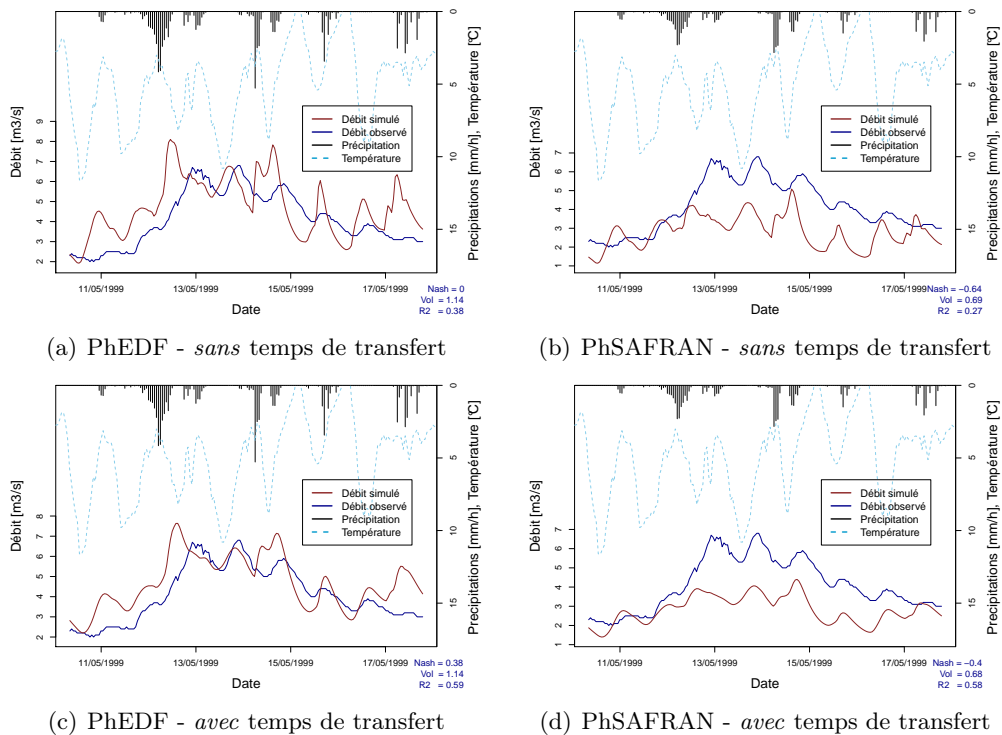 0
5
10
15
Precipitations [mm/h], Température [°C]
Débit [m3/s]
9
8
7
6
5
4
3
2
Débit simulé
Débit observé
Précipitation
Température
11/05/1999 13/05/1999 15/05/1999 17/05/1999
Date
Nash = 0
Vol = 1.14
R2 = 0.38
(a) PhEDF - sans temps de transfert
0
5
10
15
Precipitations [mm/h], Température [°C]
Débit [m3/s]
7
6
5
4
3
2
1
Débit simulé
Débit observé
Précipitation
Température
11/05/1999 13/05/1999 15/05/1999 17/05/1999
Date
Nash = −0.64
Vol = 0.69
R2 = 0.27
(b) PhSAFRAN - sans temps de transfert
0
5
10
15
Precipitations [mm/h], Température [°C]
Débit [m3/s]
8
7
6
5
4
3
2
Débit simulé
Débit observé
Précipitation
Température
11/05/1999 13/05/1999 15/05/1999 17/05/1999
Date
Nash = 0.38
Vol = 1.14
R2 = 0.59
(c) PhEDF - avec temps de transfert
0
5
10
15
Precipitations [mm/h], Température [°C]
Débit [m3/s]
7
6
5
4
3
2
1
Débit simulé
Débit observé
Précipitation
Température
11/05/1999 13/05/1999 15/05/1999 17/05/1999
Date
Nash = −0.4
Vol = 0.68
R2 = 0.58
(d) PhSAFRAN - avec temps de transfert